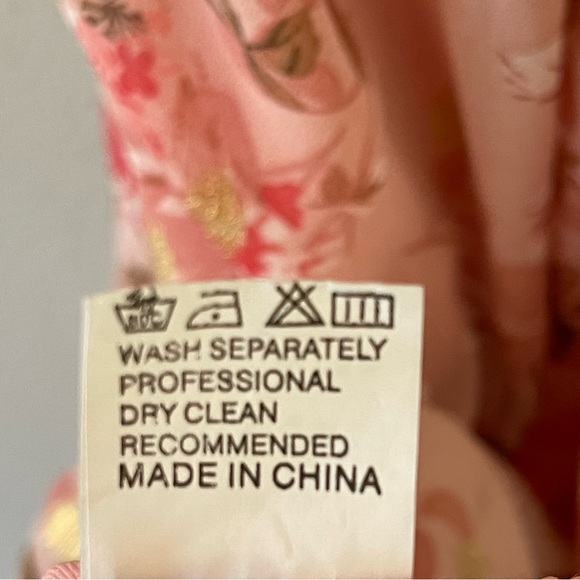 WASH SEPARATELY
PROFESSIONAL
DRY CLEAN
RECOMMENDED
MADE IN CHINA